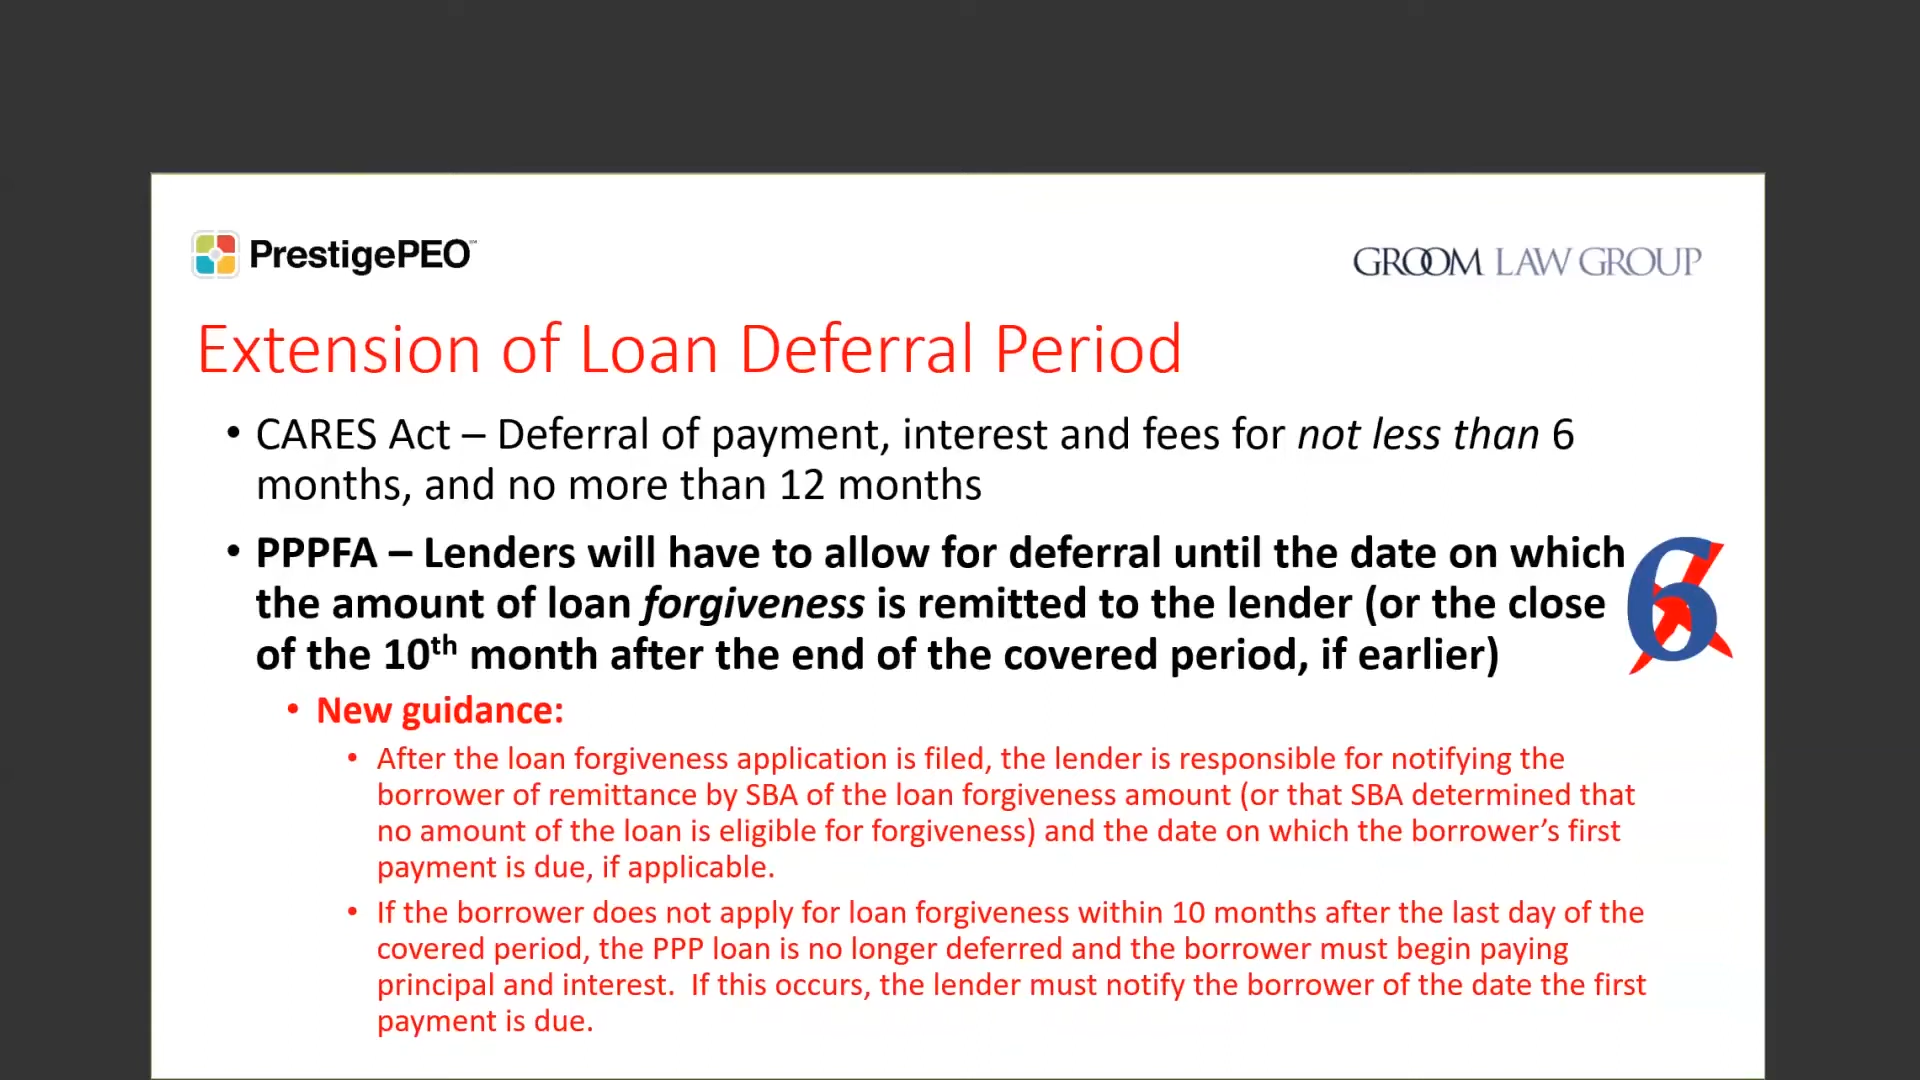 PrestigePEO™
GROOM LAW GROUP
Extension of Loan Deferral Period
• CARES Act – Deferral of payment, interest and fees for not less than 6
months, and no more than 12 months
• PPPFA – Lenders will have to allow for deferral until the date on which
the amount of loan forgiveness is remitted to the lender (or the close
of the 10th month after the end of the covered period, if earlier)
6
• New guidance:
• After the loan forgiveness application is filed, the lender is responsible for notifying the
borrower of remittance by SBA of the loan forgiveness amount (or that SBA determined that
no amount of the loan is eligible for forgiveness) and the date on which the borrower’s first
payment is due, if applicable.
• If the borrower does not apply for loan forgiveness within 10 months after the last day of the
covered period, the PPP loan is no longer deferred and the borrower must begin paying
principal and interest.  If this occurs, the lender must notify the borrower of the date the first
payment is due.